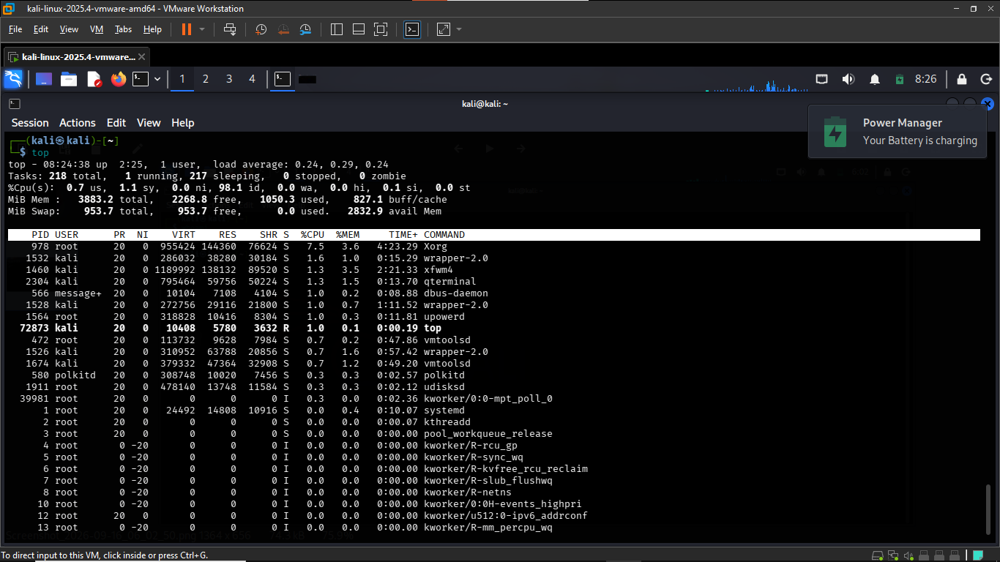 kali-linux-2025.4-vmware-amd64 - VMware Workstation
File Edit View VM Tabs Help
kali-linux-2025.4-vmware...
1 2 3 4 8:26
kali@kali: ~
Session Actions Edit View Help
Power Manager
Your Battery is charging
┌──(kali㉿kali)-[~]
└─$ top
top - 08:24:38 up  2:25,  1 user,  load average: 0.24, 0.29, 0.24
Tasks: 218 total,   1 running, 217 sleeping,   0 stopped,   0 zombie
%Cpu(s):  0.7 us,  1.1 sy,  0.0 ni, 98.1 id,  0.0 wa,  0.0 hi,  0.1 si,  0.0 st
MiB Mem :   3883.2 total,   2268.8 free,   1050.3 used,    827.1 buff/cache
MiB Swap:    953.7 total,    953.7 free,      0.0 used.   2832.9 avail Mem
PID USER PR NI VIRT RES SHR S %CPU %MEM TIME+ COMMAND
978 root 20 0 955424 144360 76624 S 7.5 3.6 4:23.29 Xorg
1532 kali 20 0 286032 38280 30184 S 1.6 1.0 0:15.29 wrapper-2.0
1460 kali 20 0 1189992 138132 89520 S 1.3 3.5 2:21.33 xfwm4
2304 kali 20 0 795464 59756 50224 S 1.3 1.5 0:13.70 qterminal
566 message+ 20 0 10104 7108 4104 S 1.0 0.2 0:08.88 dbus-daemon
1528 kali 20 0 272756 29116 21800 S 1.0 0.7 1:11.52 wrapper-2.0
1564 root 20 0 318828 10416 8304 S 1.0 0.3 0:11.81 upowerd
72873 kali 20 0 10408 5780 3632 R 1.0 0.1 0:00.19 top
472 root 20 0 113732 9628 7984 S 0.7 0.2 0:47.86 vmtoolsd
1526 kali 20 0 310952 63788 20856 S 0.7 1.6 0:57.42 wrapper-2.0
1674 kali 20 0 379332 47364 32908 S 0.7 1.2 0:49.20 vmtoolsd
580 polkitd 20 0 308748 10020 7456 S 0.3 0.3 0:02.57 polkitd
1911 root 20 0 478140 13748 11584 S 0.3 0.3 0:02.12 udisksd
39981 root 20 0 0 0 0 I 0.3 0.0 0:02.36 kworker/0:0-mpt_poll_0
1 root 20 0 24492 14808 10916 S 0.0 0.4 0:10.07 systemd
2 root 20 0 0 0 0 S 0.0 0.0 0:00.07 kthreadd
3 root 20 0 0 0 0 S 0.0 0.0 0:00.00 pool_workqueue_release
4 root 0 -20 0 0 0 I 0.0 0.0 0:00.00 kworker/R-rcu_gp
5 root 0 -20 0 0 0 I 0.0 0.0 0:00.00 kworker/R-sync_wq
6 root 0 -20 0 0 0 I 0.0 0.0 0:00.00 kworker/R-kvfree_rcu_reclaim
7 root 0 -20 0 0 0 I 0.0 0.0 0:00.00 kworker/R-slub_flushwq
8 root 0 -20 0 0 0 I 0.0 0.0 0:00.00 kworker/R-netns
10 root 0 -20 0 0 0 I 0.0 0.0 0:00.00 kworker/0:0H-events_highpri
12 root 20 0 0 0 0 I 0.0 0.0 0:00.00 kworker/u512:0-ipv6_addrconf
13 root 0 -20 0 0 0 I 0.0 0.0 0:00.00 kworker/R-mm_percpu_wq
To direct input to this VM, click inside or press Ctrl+G.